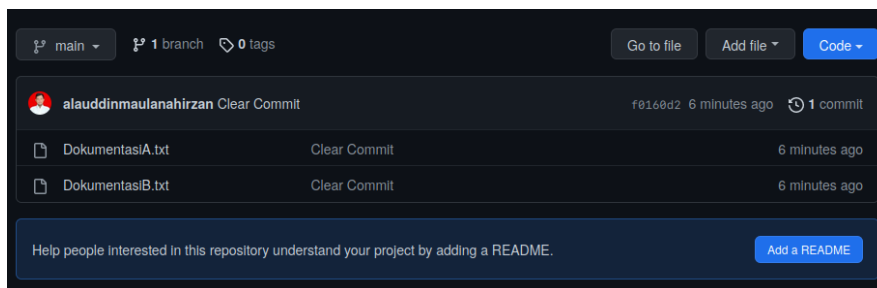 main 1 branch 0 tags Go to file Add file Code
alauddinmaulanahirzan Clear Commit f0160d2 6 minutes ago 1 commit
DokumentasiA.txt Clear Commit 6 minutes ago
DokumentasiB.txt Clear Commit 6 minutes ago
Help people interested in this repository understand your project by adding a README. Add a README